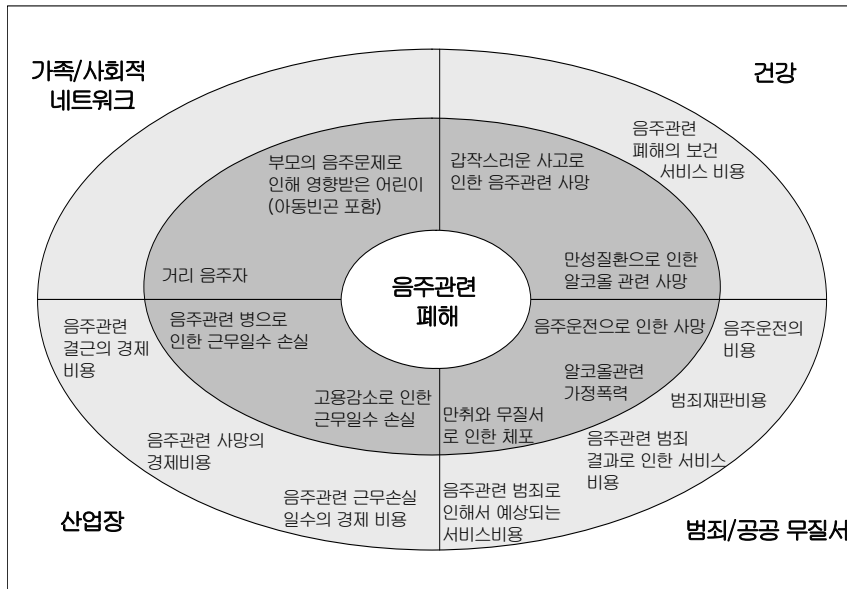 가족/사회적
네트워크
건강
음주관련
폐해의 보건
서비스 비용
부모의 음주문제로
인해 영향받은 어린이
(아동빈곤 포함)
갑작스러운 사고로
인한 음주관련 사망
거리 음주자
만성질환으로 인한
알코올 관련 사망
음주관련
폐해
음주관련
결근의 경제
비용
음주관련 병으로
인한 근무일수 손실
음주운전으로 인한 사망
음주운전의
비용
고용감소로 인한
근무일수 손실
만취와 무질서
로 인한 체포
알코올관련
가정폭력
범죄재판비용
음주관련 사망의
경제비용
음주관련 범죄
결과로 인한 서비스
비용
음주관련 근무손실
일수의 경제 비용
음주관련 범죄로
인해서 예상되는
서비스비용
산업장
범죄/공공 무질서